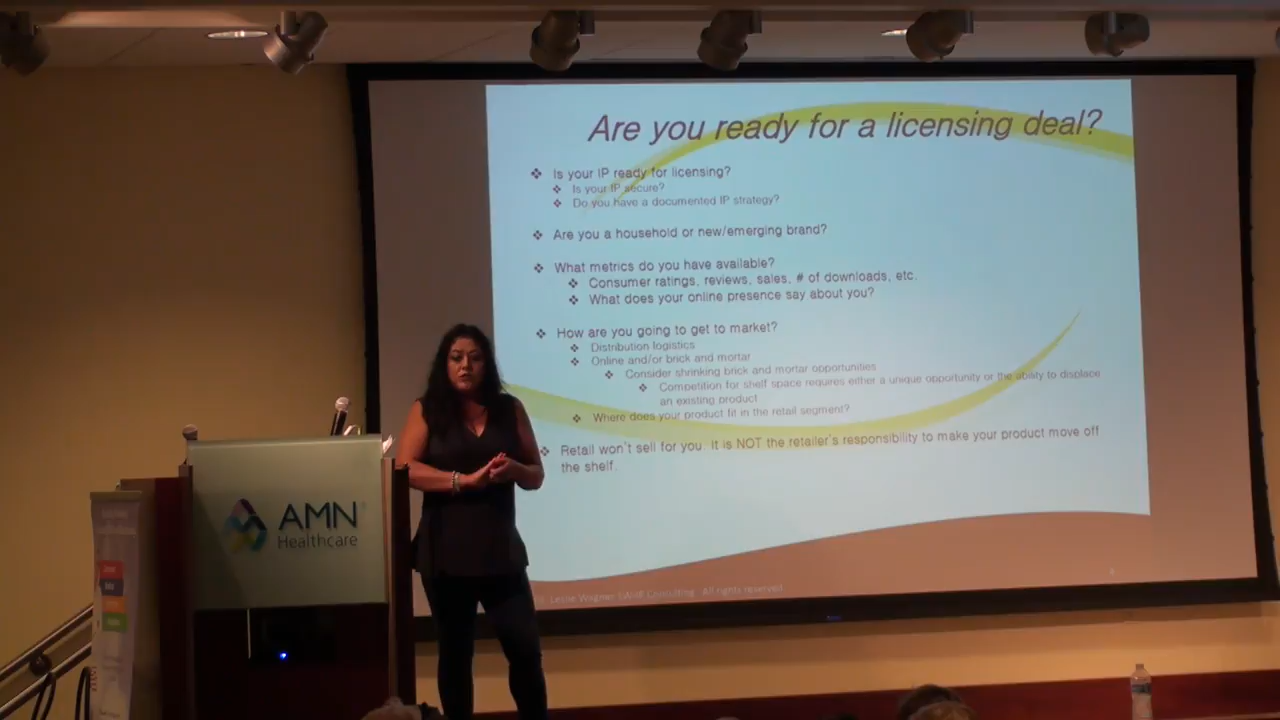 Are you ready for a licensing deal?
❖ Is your IP ready for licensing?
❖ Is your IP secure?
❖ Do you have a documented IP strategy?
❖ Are you a household or new/emerging brand?
❖ What metrics do you have available?
❖ Consumer ratings, reviews, sales, # of downloads, etc.
❖ What does your online presence say about you?
❖ How are you going to get to market?
❖ Distribution logistics
❖ Online and/or brick and mortar
❖ Consider shrinking brick and mortar opportunities
❖ Competition for shelf space requires either a unique opportunity or the ability to displace
an existing product
❖ Where does your product fit in the retail segment?
❖ Retail won't sell for you. It is NOT the retailer's responsibility to make your product move off
the shelf.
Consulting. All rights reserved
AMN
Healthcare